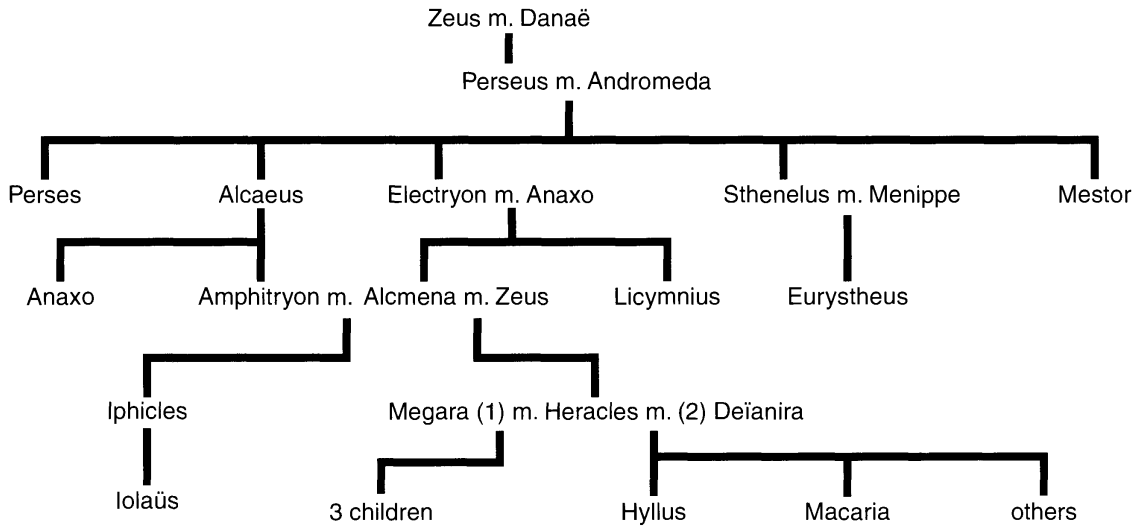 Zeus m. Danaë
Perseus m. Andromeda
Perses Alcaeus Electryon m. Anaxo Sthenelus m. Menippe Mestor
Anaxo Amphitryon m. Alcmena m. Zeus Licymnius Eurystheus
Iphicles Megara (1) m. Heracles m. (2) Deïanira
Iolaüs 3 children Hyllus Macaria others